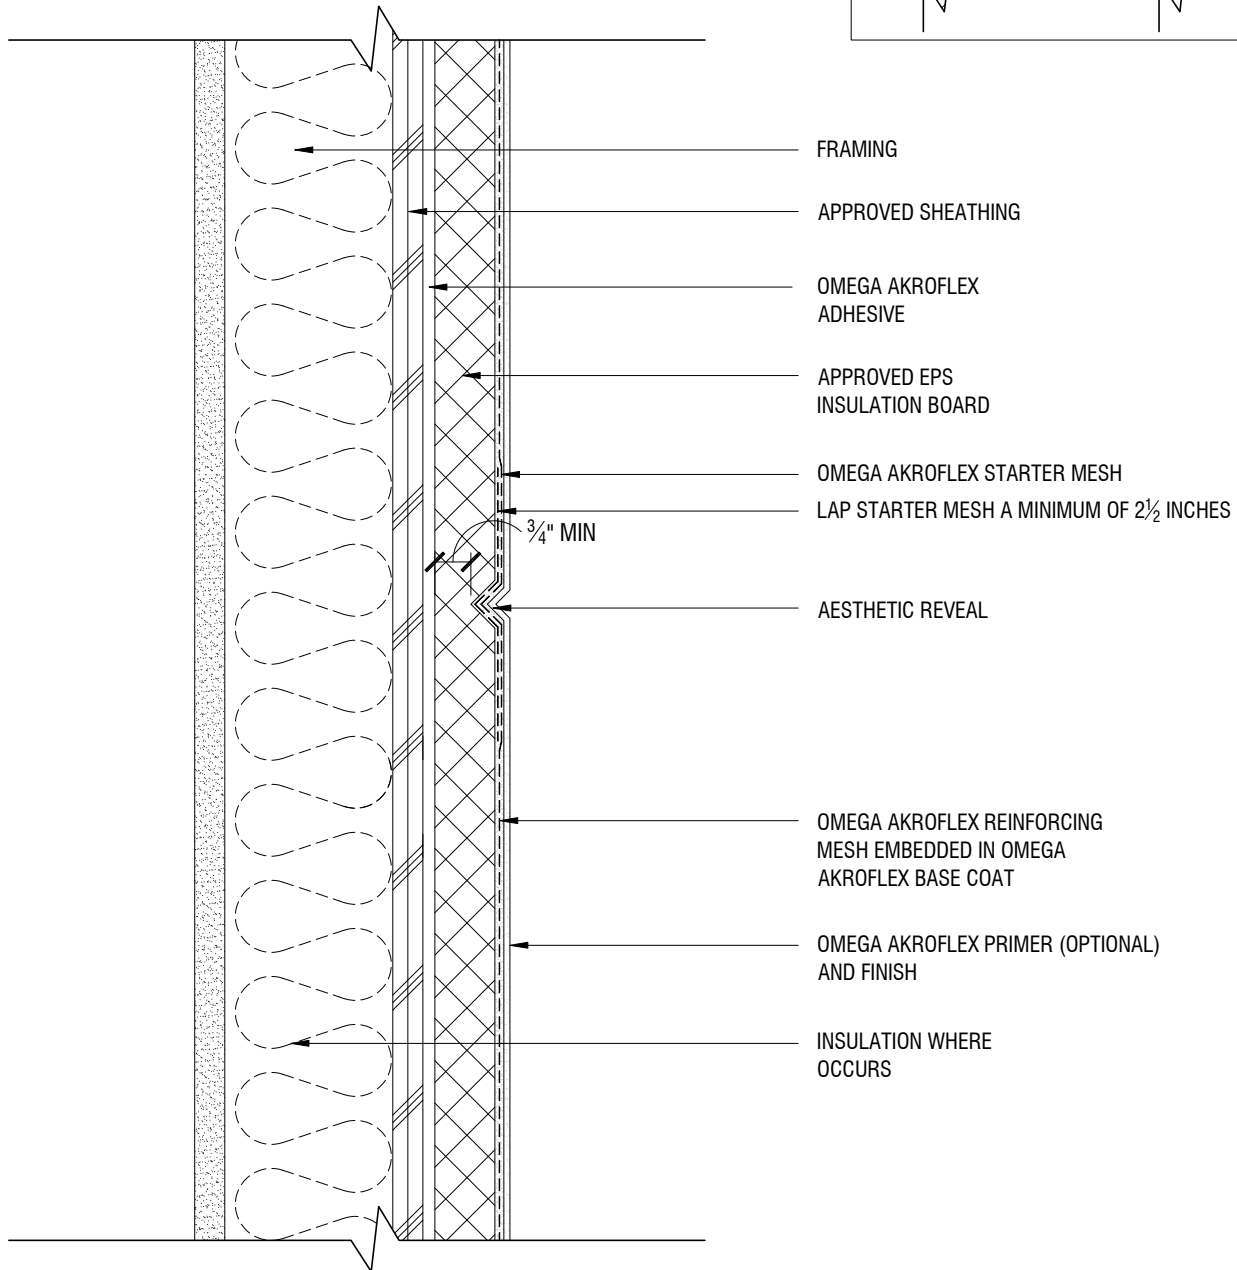 FRAMING
APPROVED SHEATHING
OMEGA AKROFLEX
ADHESIVE
APPROVED EPS
INSULATION BOARD
OMEGA AKROFLEX STARTER MESH
LAP STARTER MESH A MINIMUM OF 2½ INCHES
¾" MIN
AESTHETIC REVEAL
OMEGA AKROFLEX REINFORCING
MESH EMBEDDED IN OMEGA
AKROFLEX BASE COAT
OMEGA AKROFLEX PRIMER (OPTIONAL)
AND FINISH
INSULATION WHERE
OCCURS